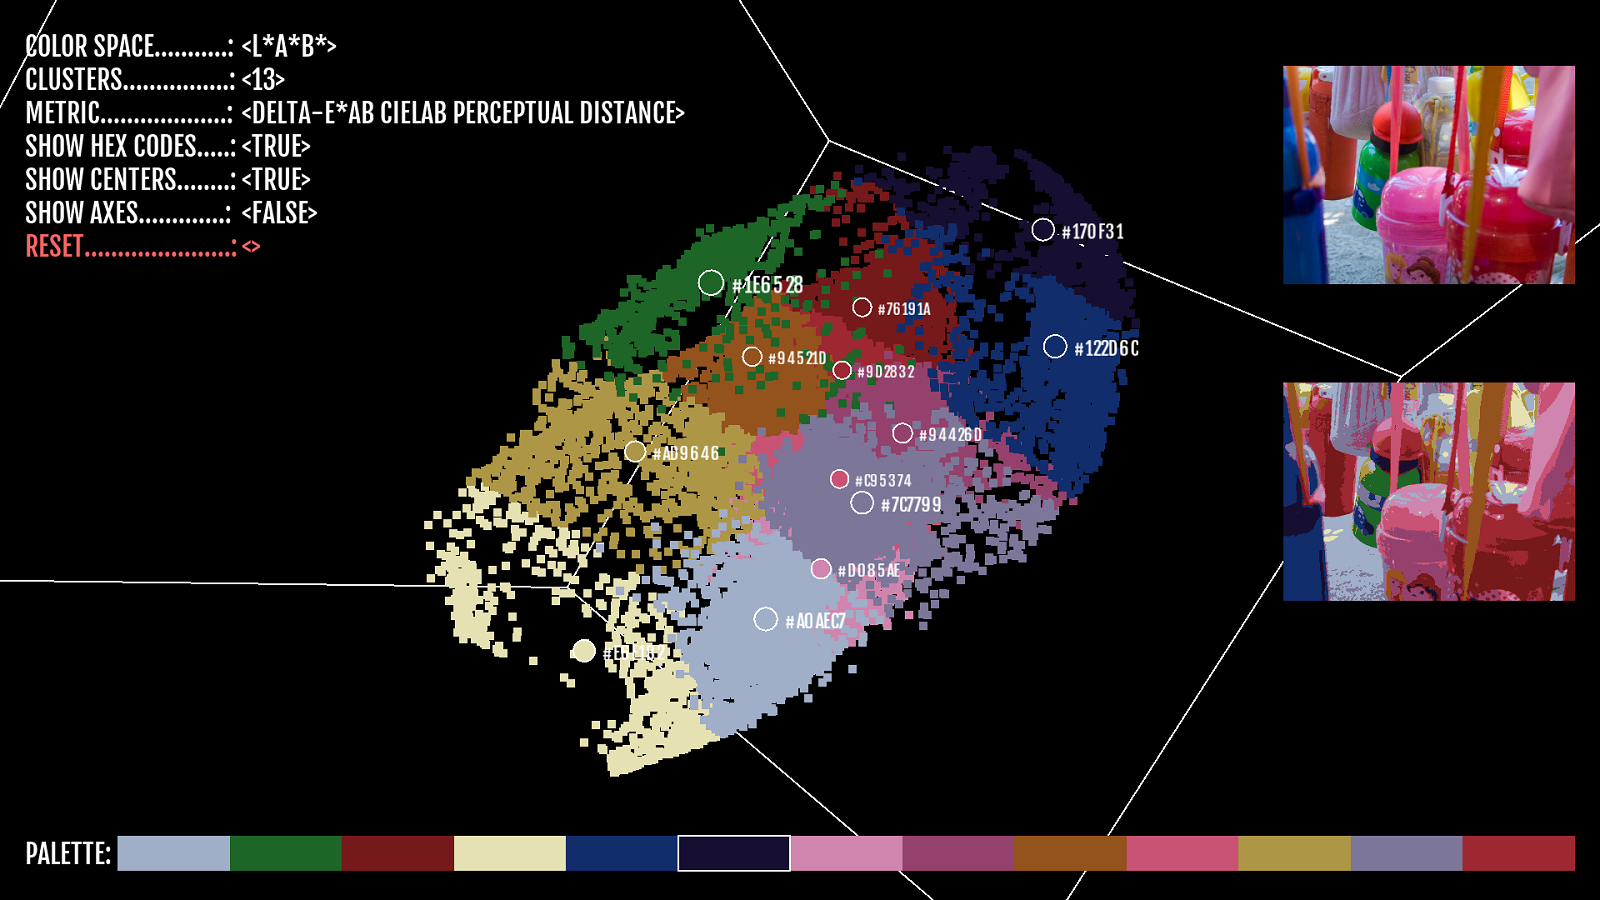 COLOR SPACE...........: <L*A*B*>
CLUSTERS................: <13>
METRIC...................: <DELTA-E*AB CIELAB PERCEPTUAL DISTANCE>
SHOW HEX CODES.....: <TRUE>
SHOW CENTERS........: <TRUE>
SHOW AXES.............: <FALSE>
RESET.......................: <>
#170F31
#1E6528
#76191A
#122D6C
#94521D
#9D2832
#94426D
#AD9646
#C95374
#7C7799
#D085AE
#A0AEC7
PALETTE: